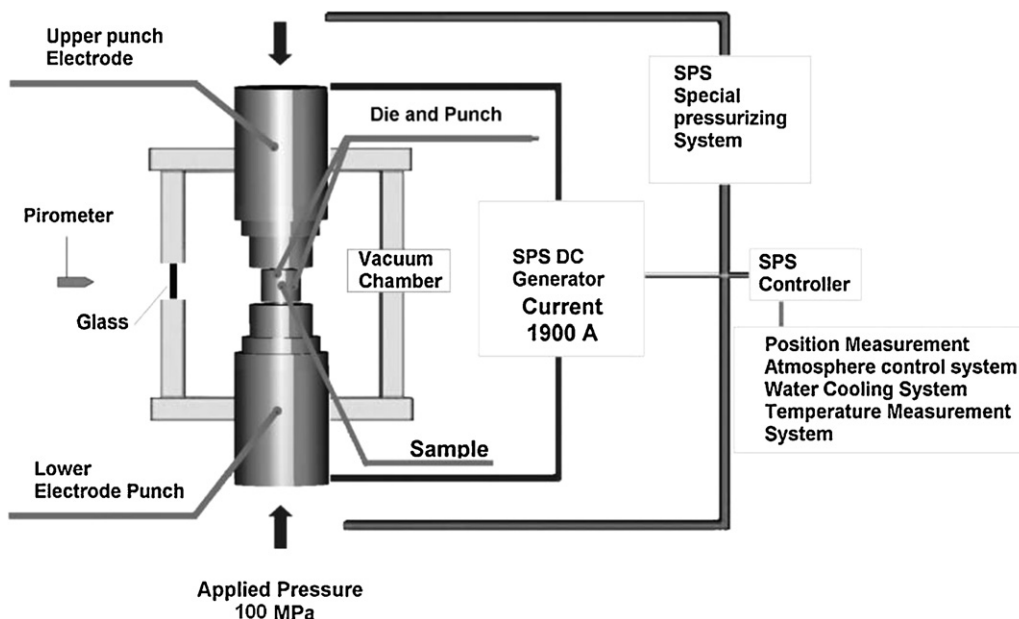 Upper punch
Electrode
SPS
Special
pressurizing
System
Die and Punch
Pirometer
Vacuum
Chamber
SPS DC
Generator
Current
1900 A
SPS
Controller
Glass
Position Measurement
Atmosphere control system
Water Cooling System
Temperature Measurement
System
Sample
Lower
Electrode Punch
Applied Pressure
100 MPa